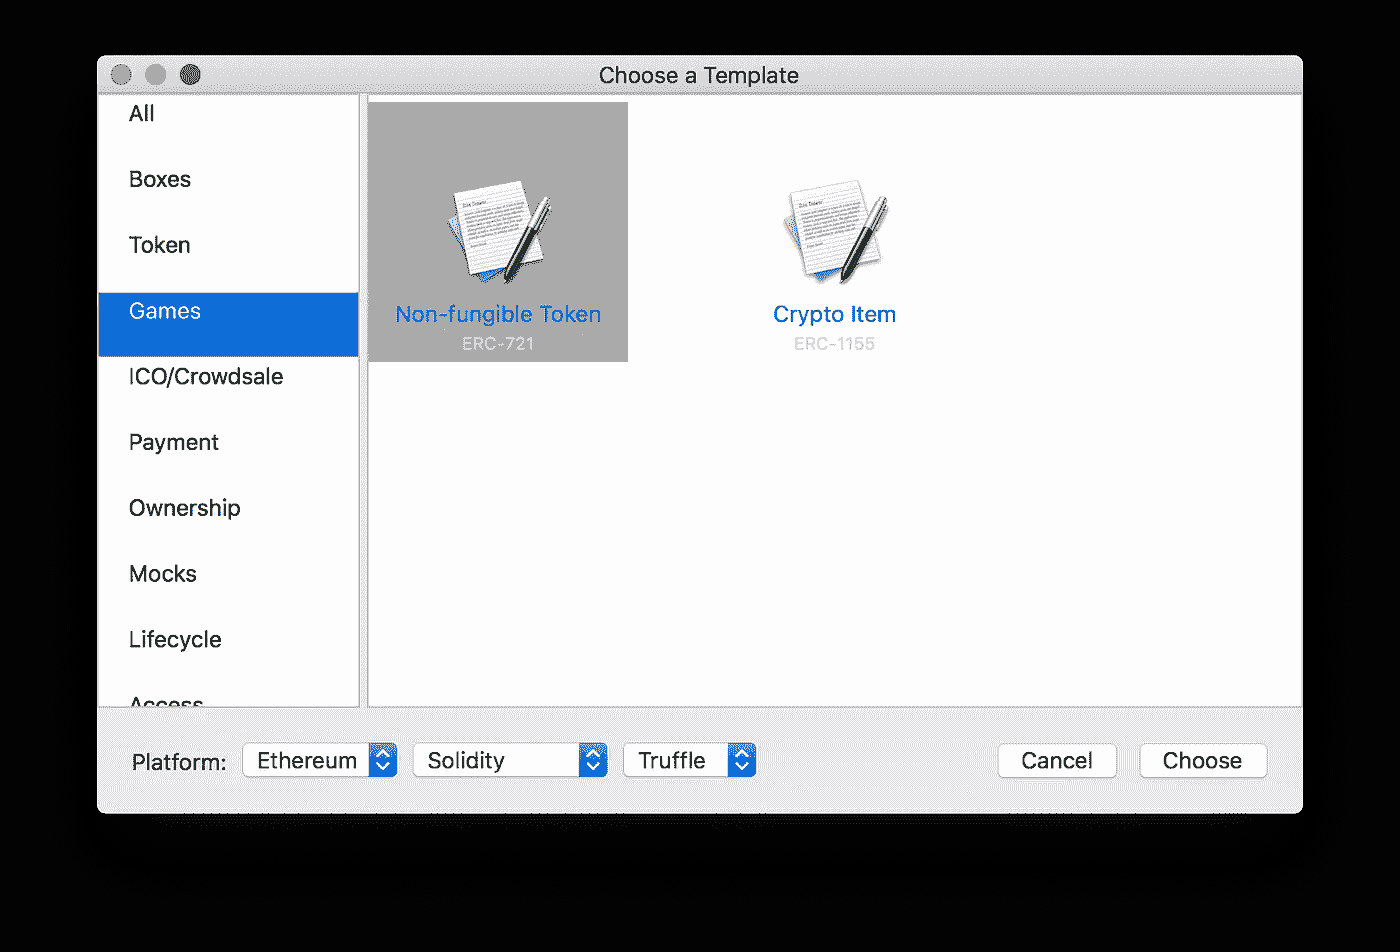 Choose a Template
All
Boxes
Token
Games
ICO/Crowdsale
Payment
Ownership
Mocks
Lifecycle
Access
Non-fungible Token
ERC-721
Crypto Item
ERC-1155
Platform: Ethereum Solidity Truffle Cancel Choose